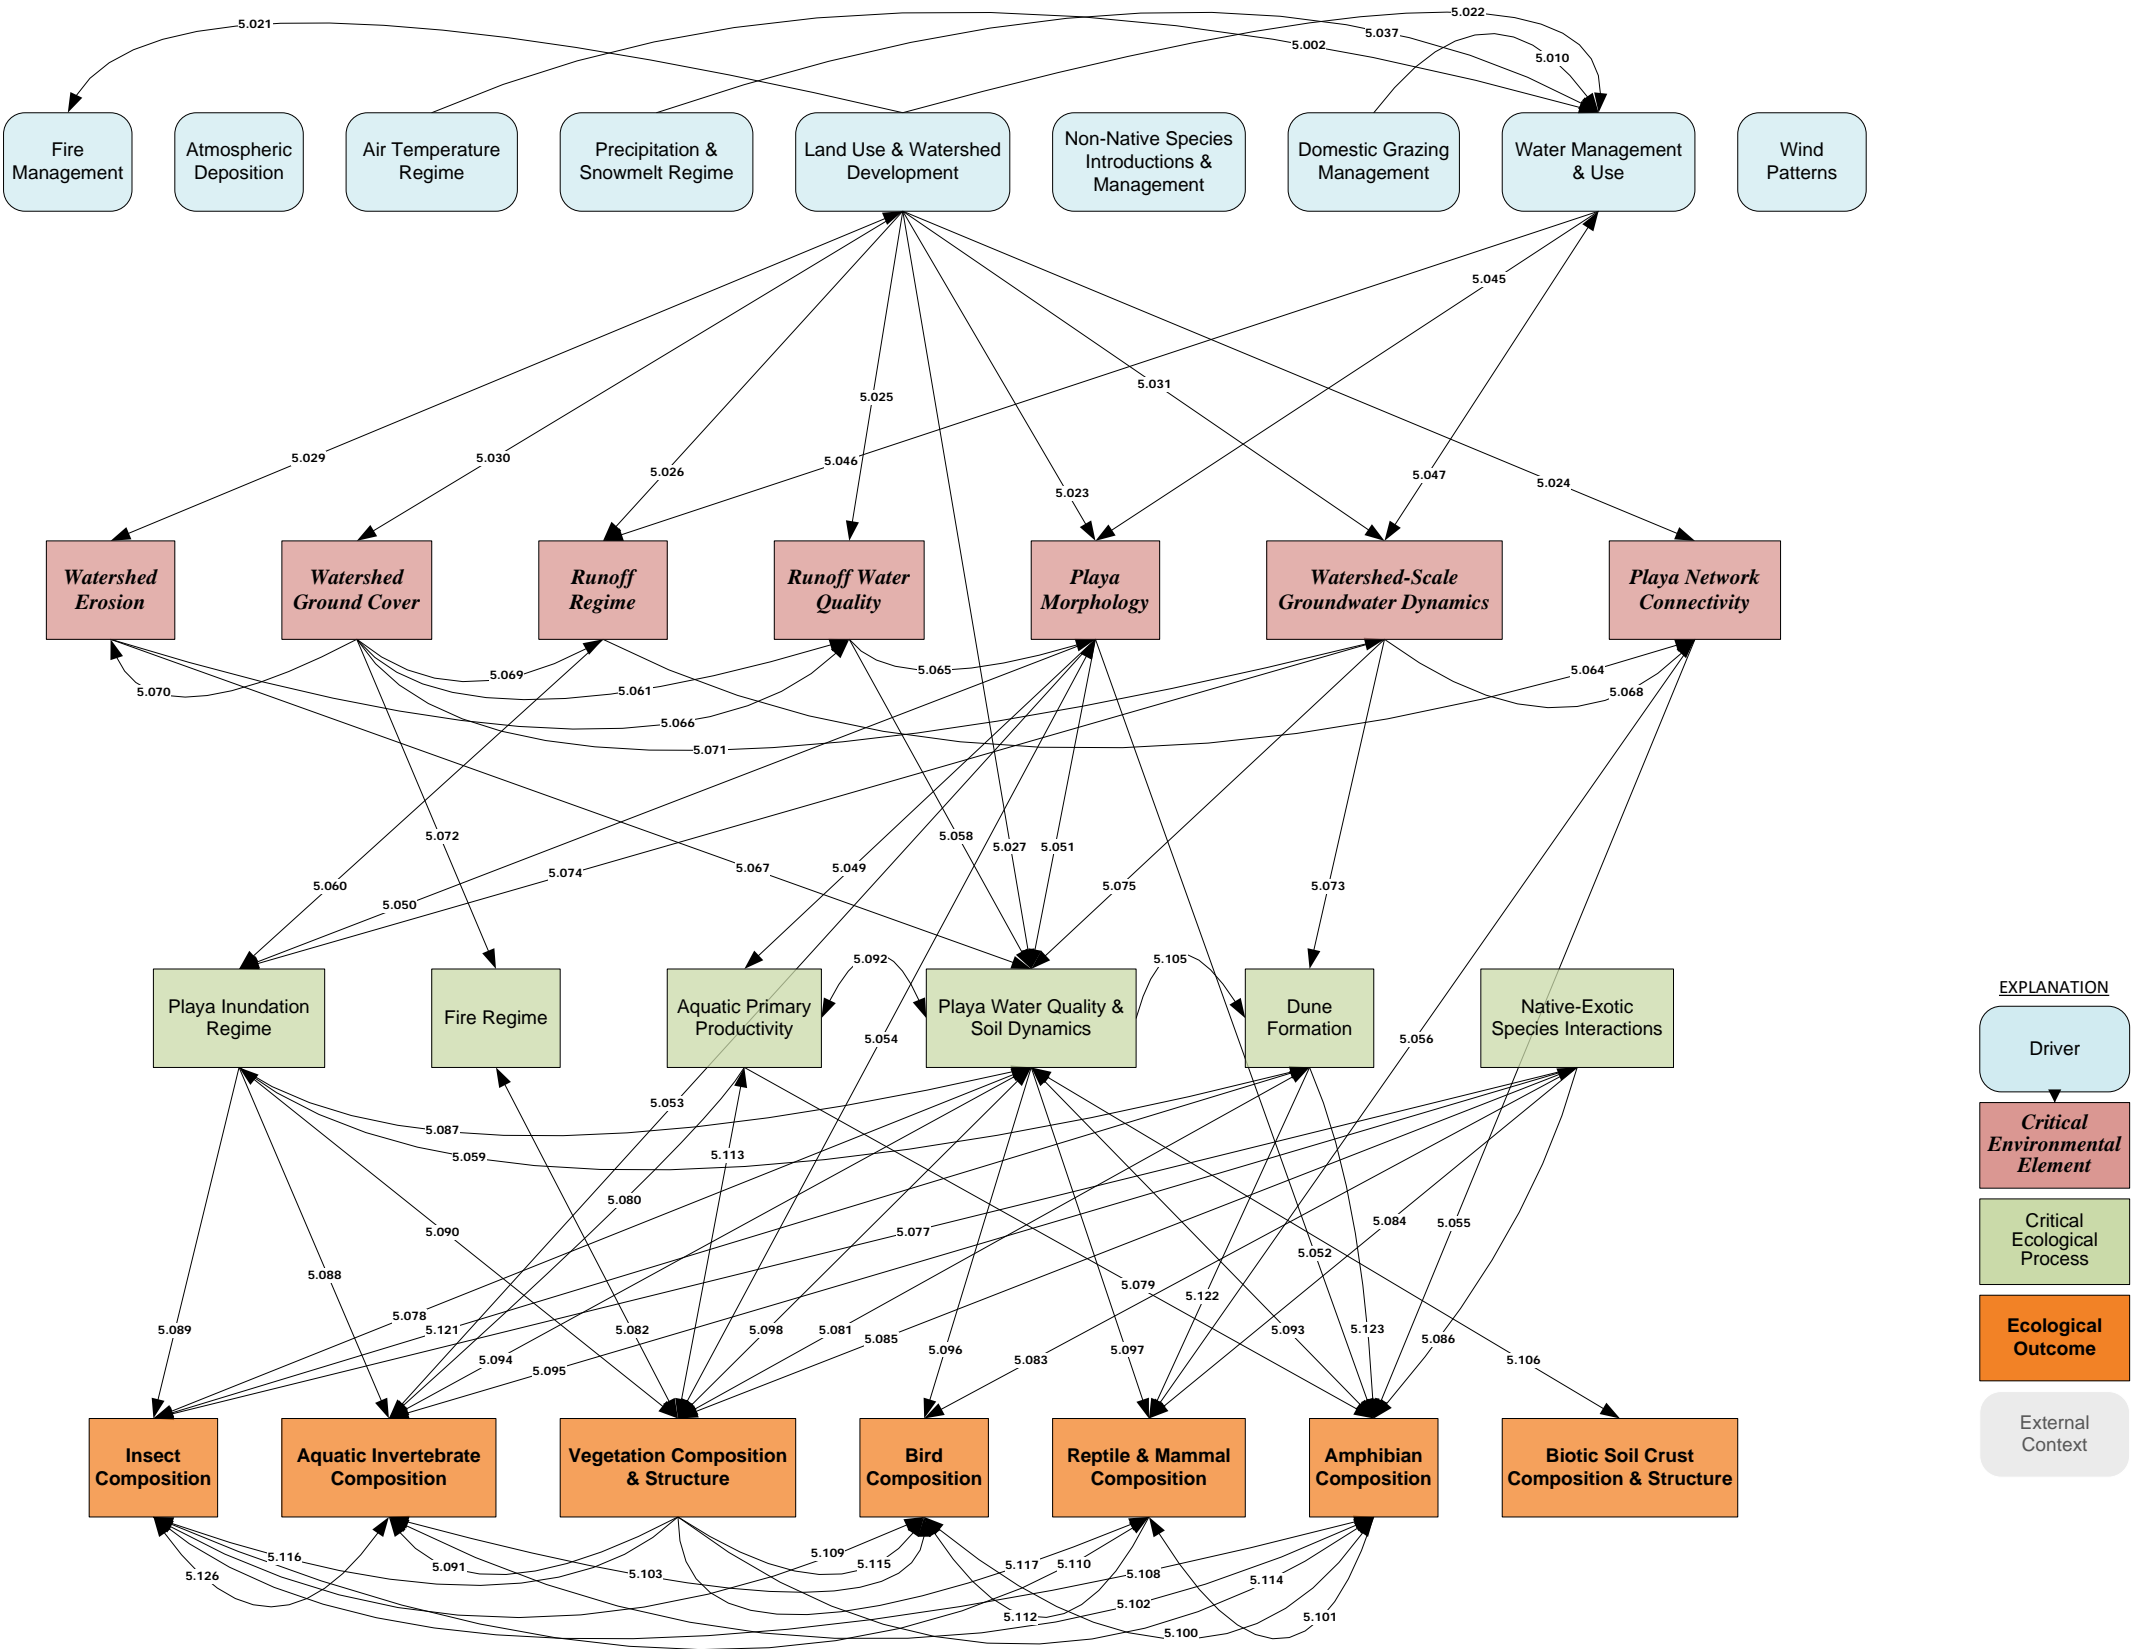 5.021
5.022
5.037
5.002
5.010
Fire
Management
Atmospheric
Deposition
Air Temperature
Regime
Precipitation &
Snowmelt Regime
Land Use & Watershed
Development
Non-Native Species
Introductions &
Management
Domestic Grazing
Management
Water Management
& Use
Wind
Patterns
5.045
5.031
5.025
5.029
5.030
5.026
5.046
5.023
5.047
5.024
Watershed
Erosion
Watershed
Ground Cover
Runoff
Regime
Runoff Water
Quality
Playa
Morphology
Watershed-Scale
Groundwater Dynamics
Playa Network
Connectivity
5.070
5.069
5.061
5.065
5.064
5.068
5.066
5.071
5.072
5.058
5.027
5.051
5.067
5.074
5.049
5.060
5.050
5.075
5.073
5.092
5.105
Playa Inundation
Regime
Fire Regime
Aquatic Primary
Productivity
Playa Water Quality &
Soil Dynamics
Dune
Formation
Native-Exotic
Species Interactions
5.054
5.056
5.053
5.087
5.059
5.113
5.080
5.090
5.077
5.084
5.055
5.052
5.088
5.079
5.122
5.078
5.121
5.089
5.082
5.098
5.081
5.085
5.093
5.123
5.086
5.094
5.095
5.096
5.083
5.097
5.106
Insect
Composition
Aquatic Invertebrate
Composition
Vegetation Composition
& Structure
Bird
Composition
Reptile & Mammal
Composition
Amphibian
Composition
Biotic Soil Crust
Composition & Structure
5.116
5.126
5.091
5.103
5.109
5.115
5.117
5.110
5.108
5.114
5.102
5.112
5.101
5.100
EXPLANATION
Driver
Critical
Environmental
Element
Critical
Ecological
Process
Ecological
Outcome
External
Context